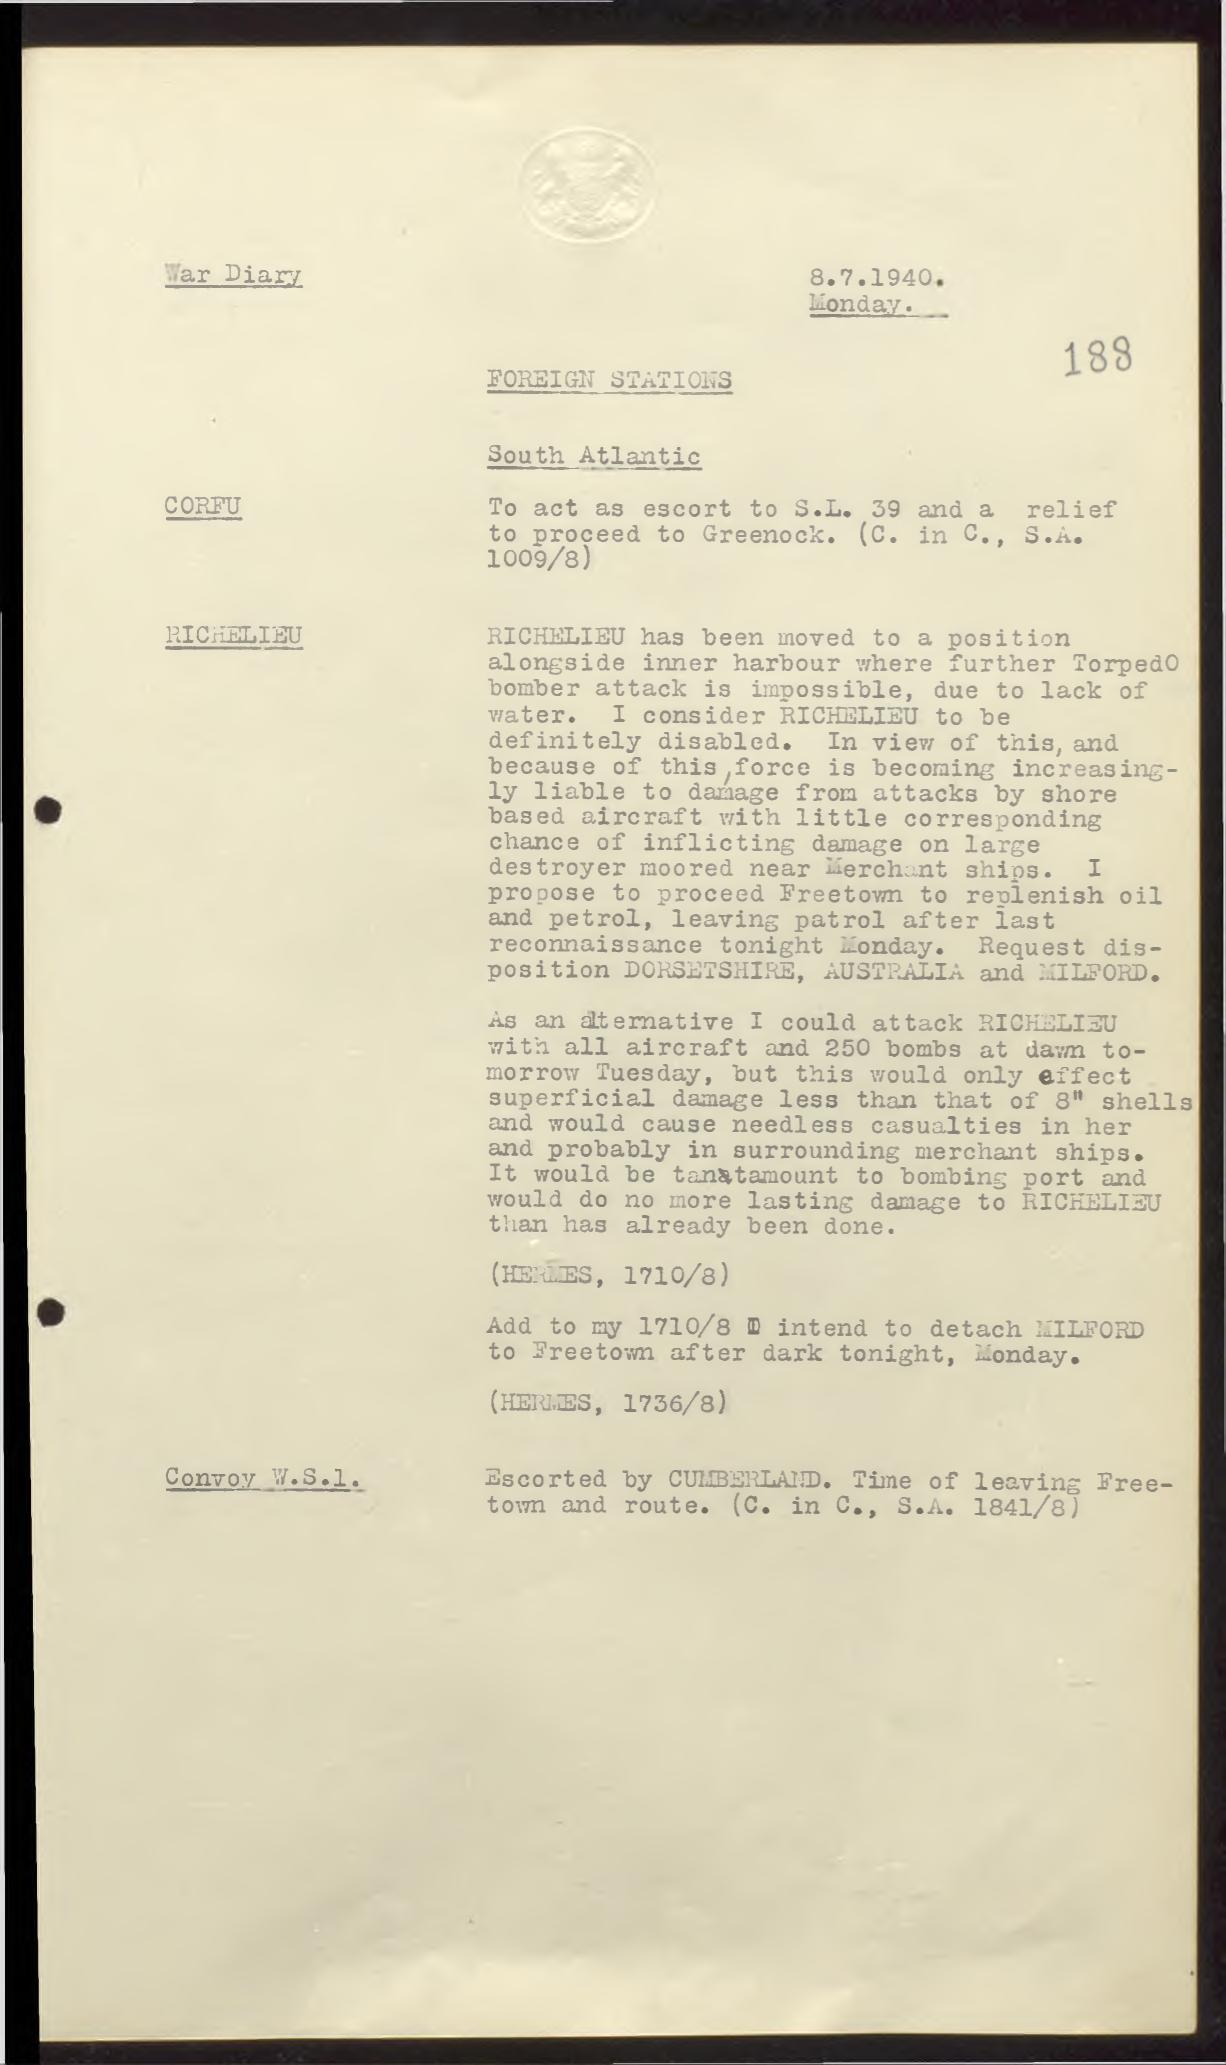 War Diary
8.7.1940.
Monday.
188
FOREIGN STATIONS
South Atlantic
CORFU
To act as escort to S.L. 39 and a relief
to proceed to Greenock. (C. in C., S.A.
1009/8)
RICHELIEU
RICHELIEU has been moved to a position
alongside inner harbour where further TorpedO
bomber attack is impossible, due to lack of
water. I consider RICHELIEU to be
definitely disabled. In view of this, and
because of this, force is becoming increasing-
ly liable to damage from attacks by shore
based aircraft with little corresponding
chance of inflicting damage on large
destroyer moored near Merchant ships. I
propose to proceed Freetown to replenish oil
and petrol, leaving patrol after last
reconnaissance tonight Monday. Request dis-
position DORSETSHIRE, AUSTRALIA and MILFORD.
As an alternative I could attack RICHELIEU
with all aircraft and 250 bombs at dawn to-
morrow Tuesday, but this would only effect
superficial damage less than that of 8" shells
and would cause needless casualties in her
and probably in surrounding merchant ships.
It would be tanatamount to bombing port and
would do no more lasting damage to RICHELIEU
than has already been done.
(HERMES, 1710/8)
Add to my 1710/8 I intend to detach MILFORD
to Freetown after dark tonight, Monday.
(HERMES, 1736/8)
Convoy W.S.1.
Escorted by CUMBERLAND. Time of leaving Free-
town and route. (C. in C., S.A. 1841/8)